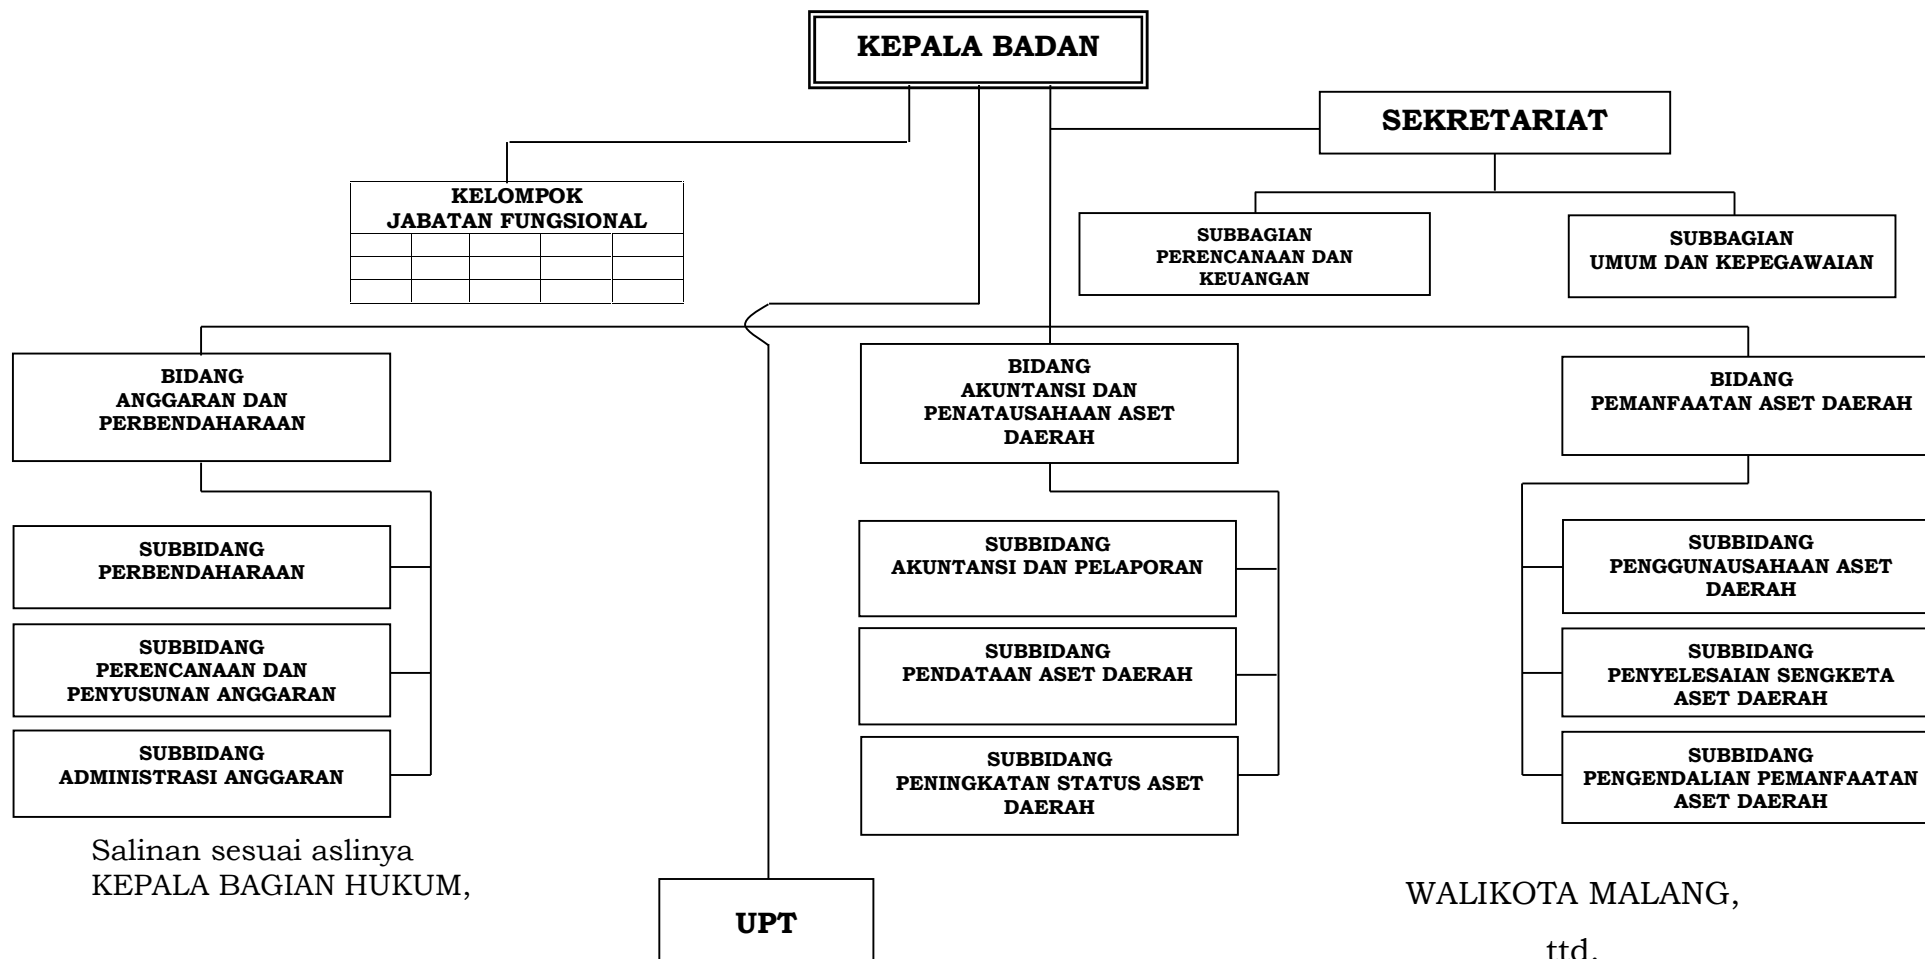 KEPALA BADAN
SEKRETARIAT
KELOMPOK
JABATAN FUNGSIONAL
SUBBAGIAN
PERENCANAAN DAN
KEUANGAN
SUBBAGIAN
UMUM DAN KEPEGAWAIAN
BIDANG
ANGGARAN DAN
PERBENDAHARAAN
BIDANG
AKUNTANSI DAN
PENATAUSAHAAN ASET
DAERAH
BIDANG
PEMANFAATAN ASET DAERAH
SUBBIDANG
PERBENDAHARAAN
SUBBIDANG
PERENCANAAN DAN
PENYUSUNAN ANGGARAN
SUBBIDANG
ADMINISTRASI ANGGARAN
SUBBIDANG
AKUNTANSI DAN PELAPORAN
SUBBIDANG
PENDATAAN ASET DAERAH
SUBBIDANG
PENINGKATAN STATUS ASET
DAERAH
SUBBIDANG
PENGGUNAUSAHAAN ASET
DAERAH
SUBBIDANG
PENYELESAIAN SENGKETA
ASET DAERAH
SUBBIDANG
PENGENDALIAN PEMANFAATAN
ASET DAERAH
Salinan sesuai aslinya
KEPALA BAGIAN HUKUM,
UPT
WALIKOTA MALANG,
ttd.